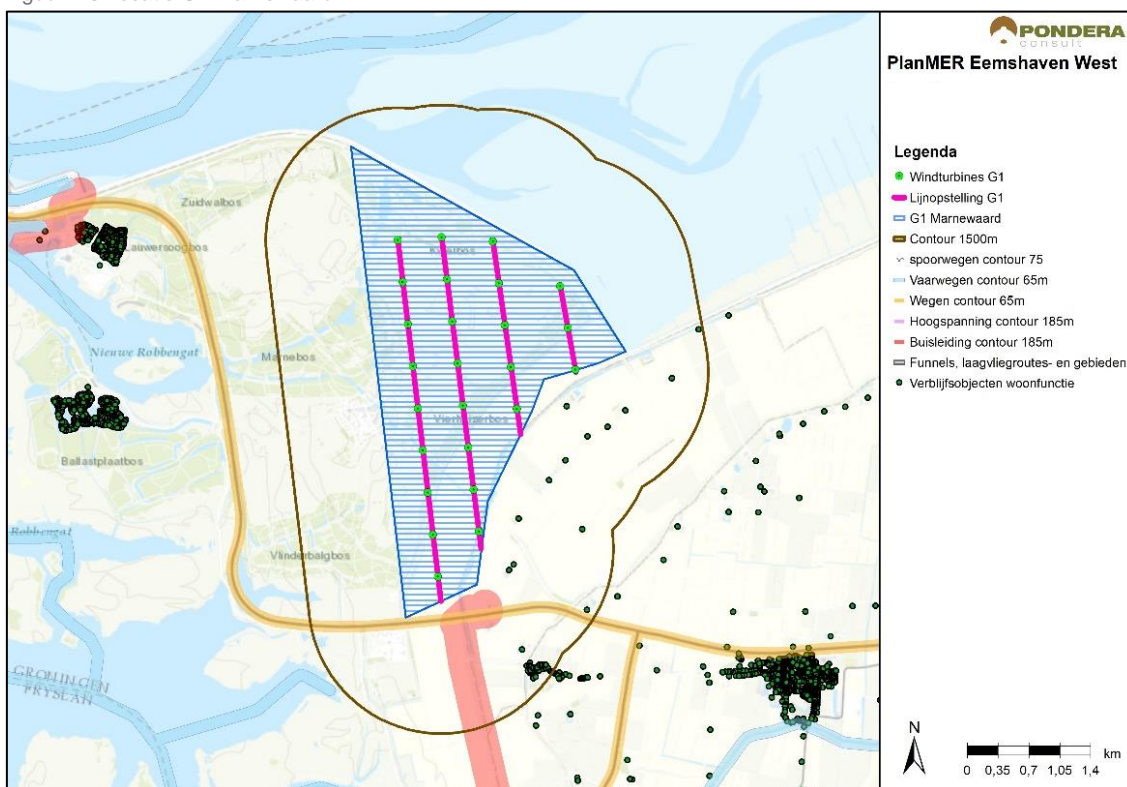 PONDERA
consult
PlanMER Eemshaven West
Legenda
Windturbines G1
Lijnopstelling G1
G1 Marnewaard
Contour 1500m
spoorwegen contour 75
Vaarwegen contour 65m
Wegen contour 65m
Hoogspanning contour 185m
Buisleiding contour 185m
Funnels, laagvliegroutes- en gebieden
Verblijfsobjecten woonfunctie
Zuidwalbos
Lauwersoogbos
Nieuwe Robbengat
Marnebos
Ballastplaatbos
Robbengat
Vlinderbalgbos
GRONINGEN
FRYSLAN
N
km
0 0,35 0,7 1,05 1,4